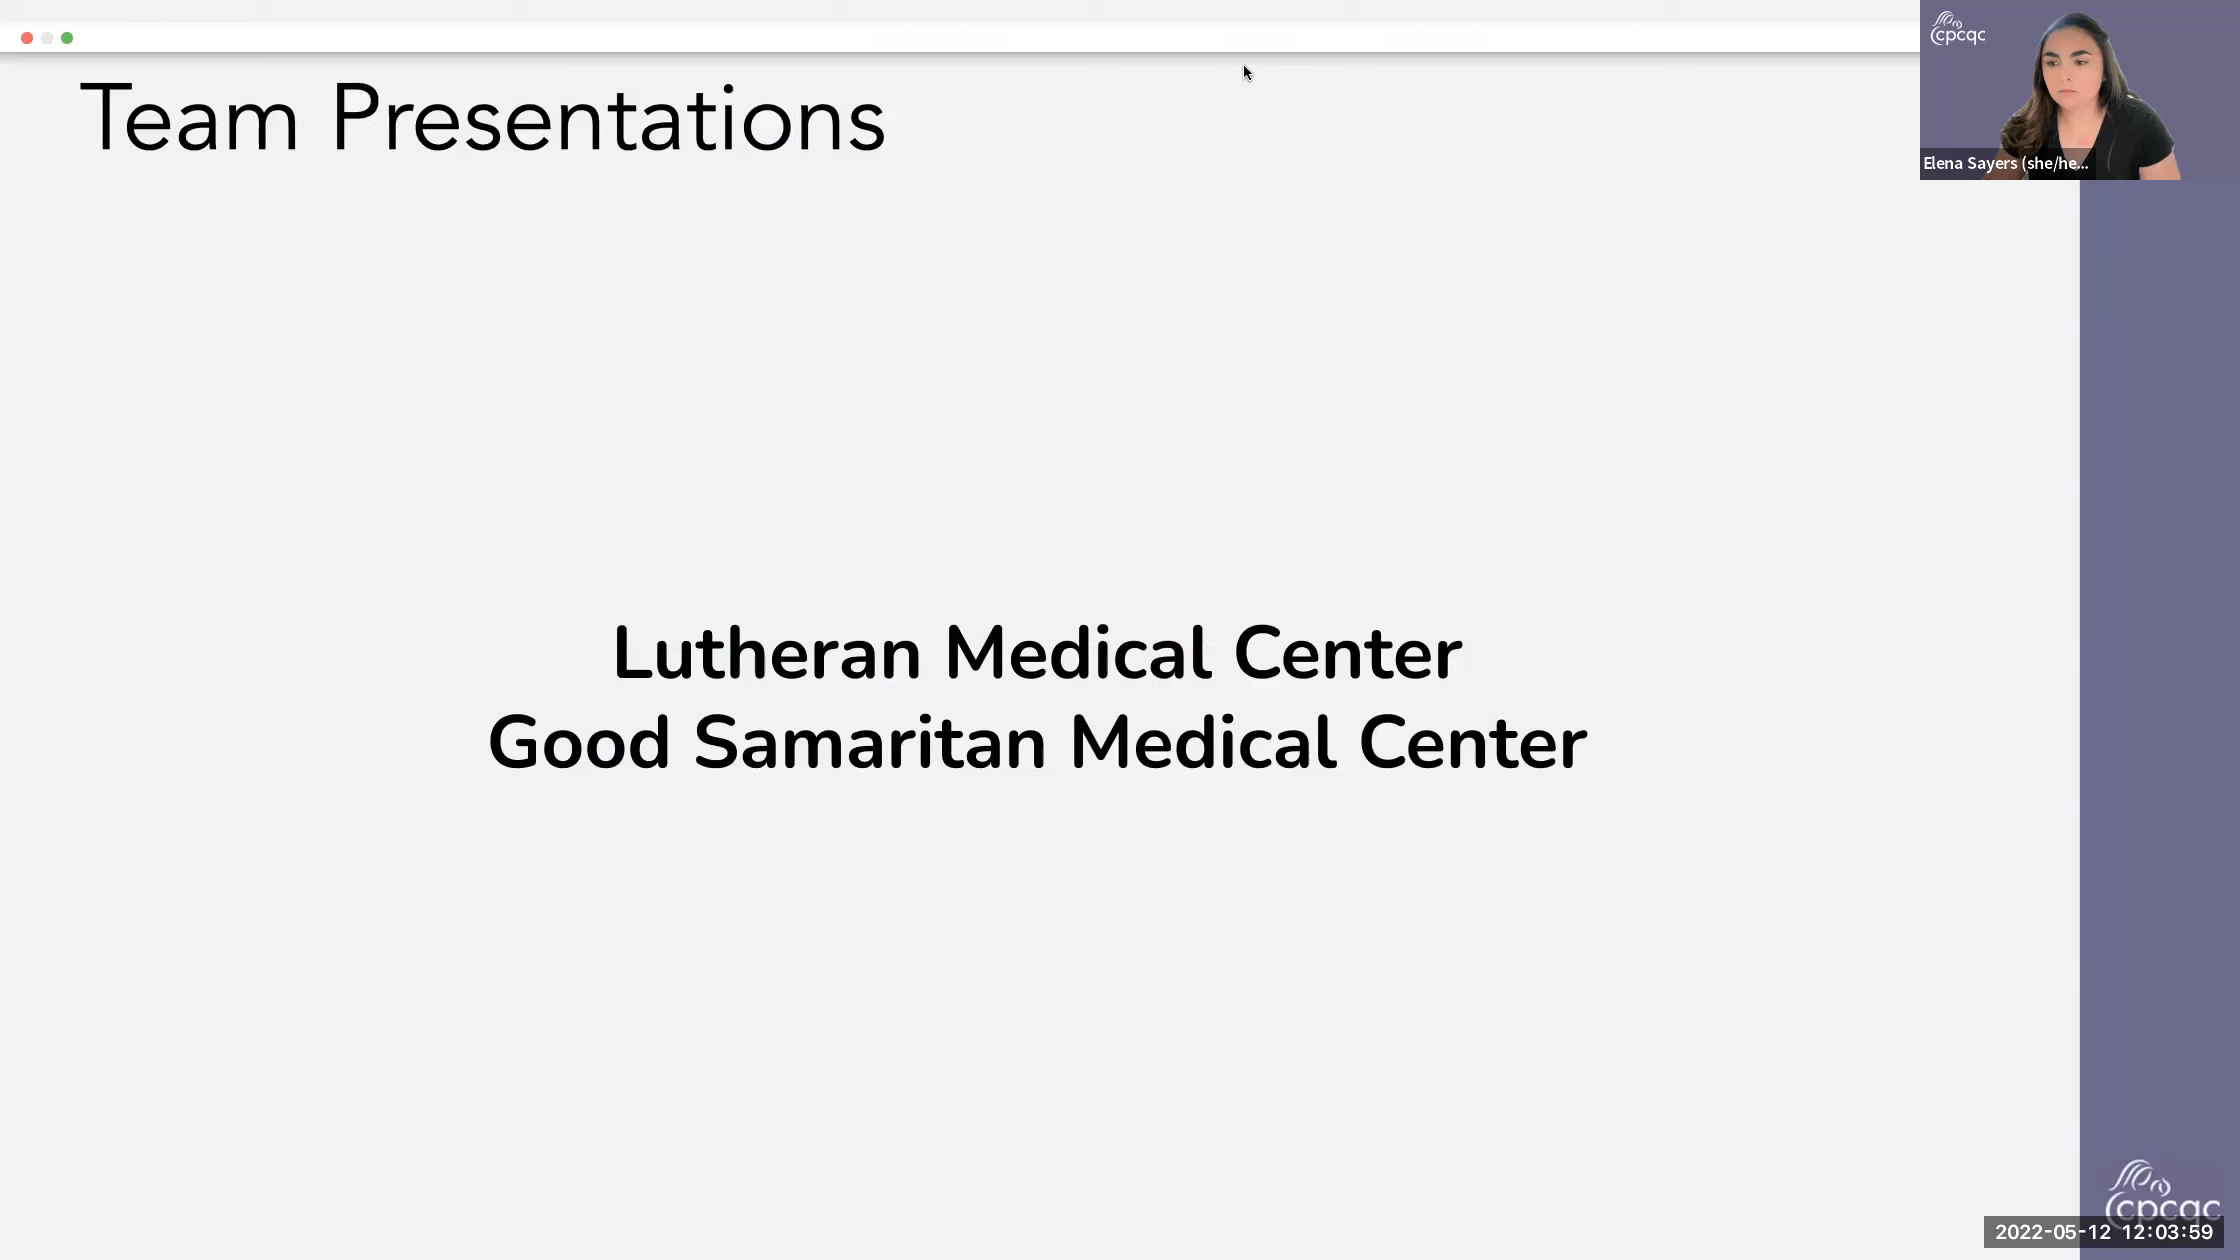 Team Presentations
cpcqc
Elena Sayers (she/he...
Lutheran Medical Center
Good Samaritan Medical Center
cpcqc
2022-05-12 12:03:59